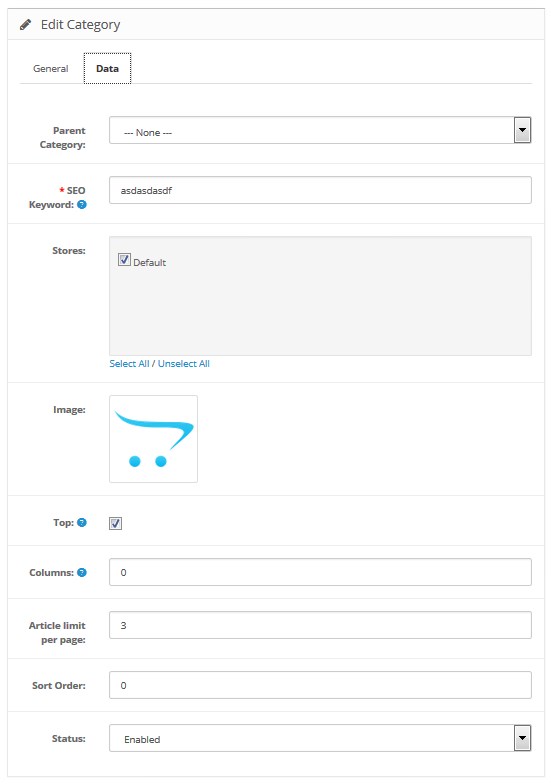 Edit Category
General Data
Parent
Category:
--- None ---
* SEO
Keyword: ?
asdasdasdf
Stores:
Default
Select All / Unselect All
Image:
Top: ?
Columns: ?
0
Article limit
per page:
3
Sort Order:
0
Status:
Enabled